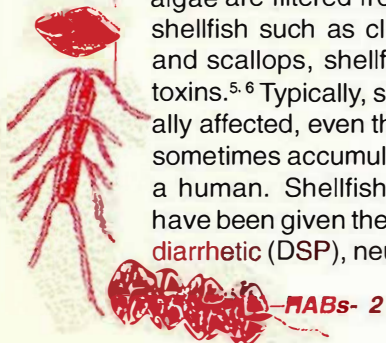 algae are filtered from
shellfish such as cl
and scallops, shellf
toxins.5, 6 Typically, s
ally affected, even th
sometimes accumul
a human. Shellfish
have been given the
diarrhetic (DSP), neu
HABs- 2